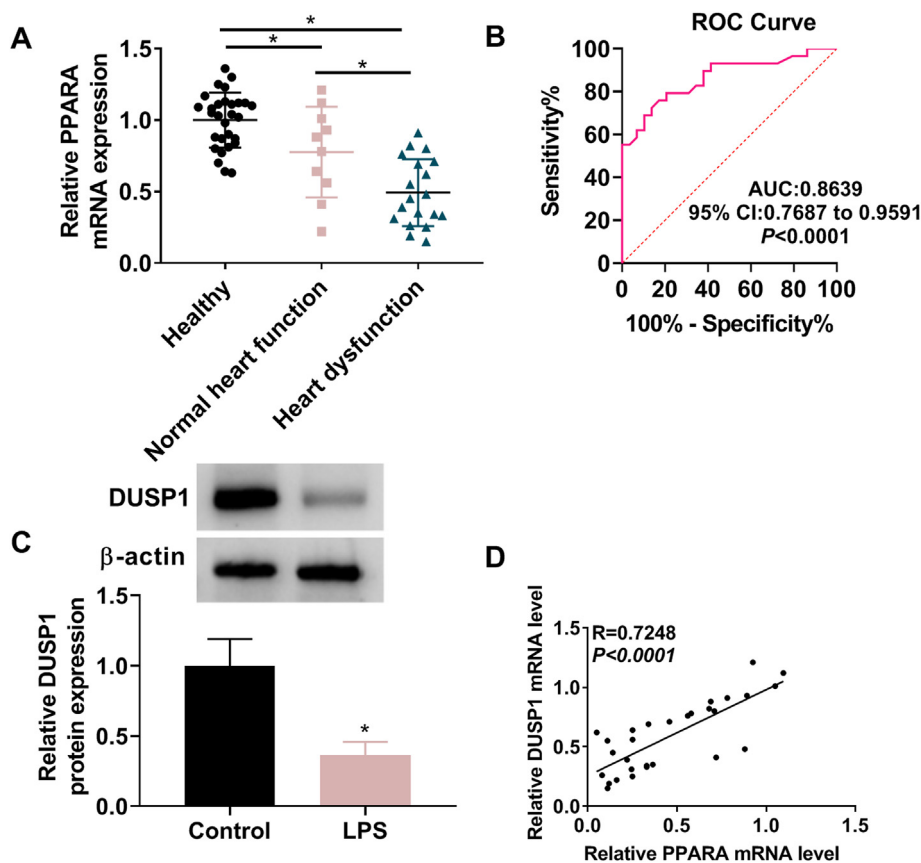 A
Relative PPARA
mRNA expression
1.5
1.0
0.5
0.0
*
*
*
Healthy
Normal heart function
Heart dysfunction
B
ROC Curve
Sensitivity%
100
80
60
40
20
0
AUC:0.8639
95% CI:0.7687 to 0.9591
P<0.0001
0 20 40 60 80 100
100% - Specificity%
C
DUSP1
β-actin
Relative DUSP1
protein expression
1.5
1.0
0.5
0.0
*
Control LPS
D
Relative DUSP1 mRNA level
1.5
1.0
0.5
0.0
R=0.7248
P<0.0001
0.0 0.5 1.0 1.5
Relative PPARA mRNA level